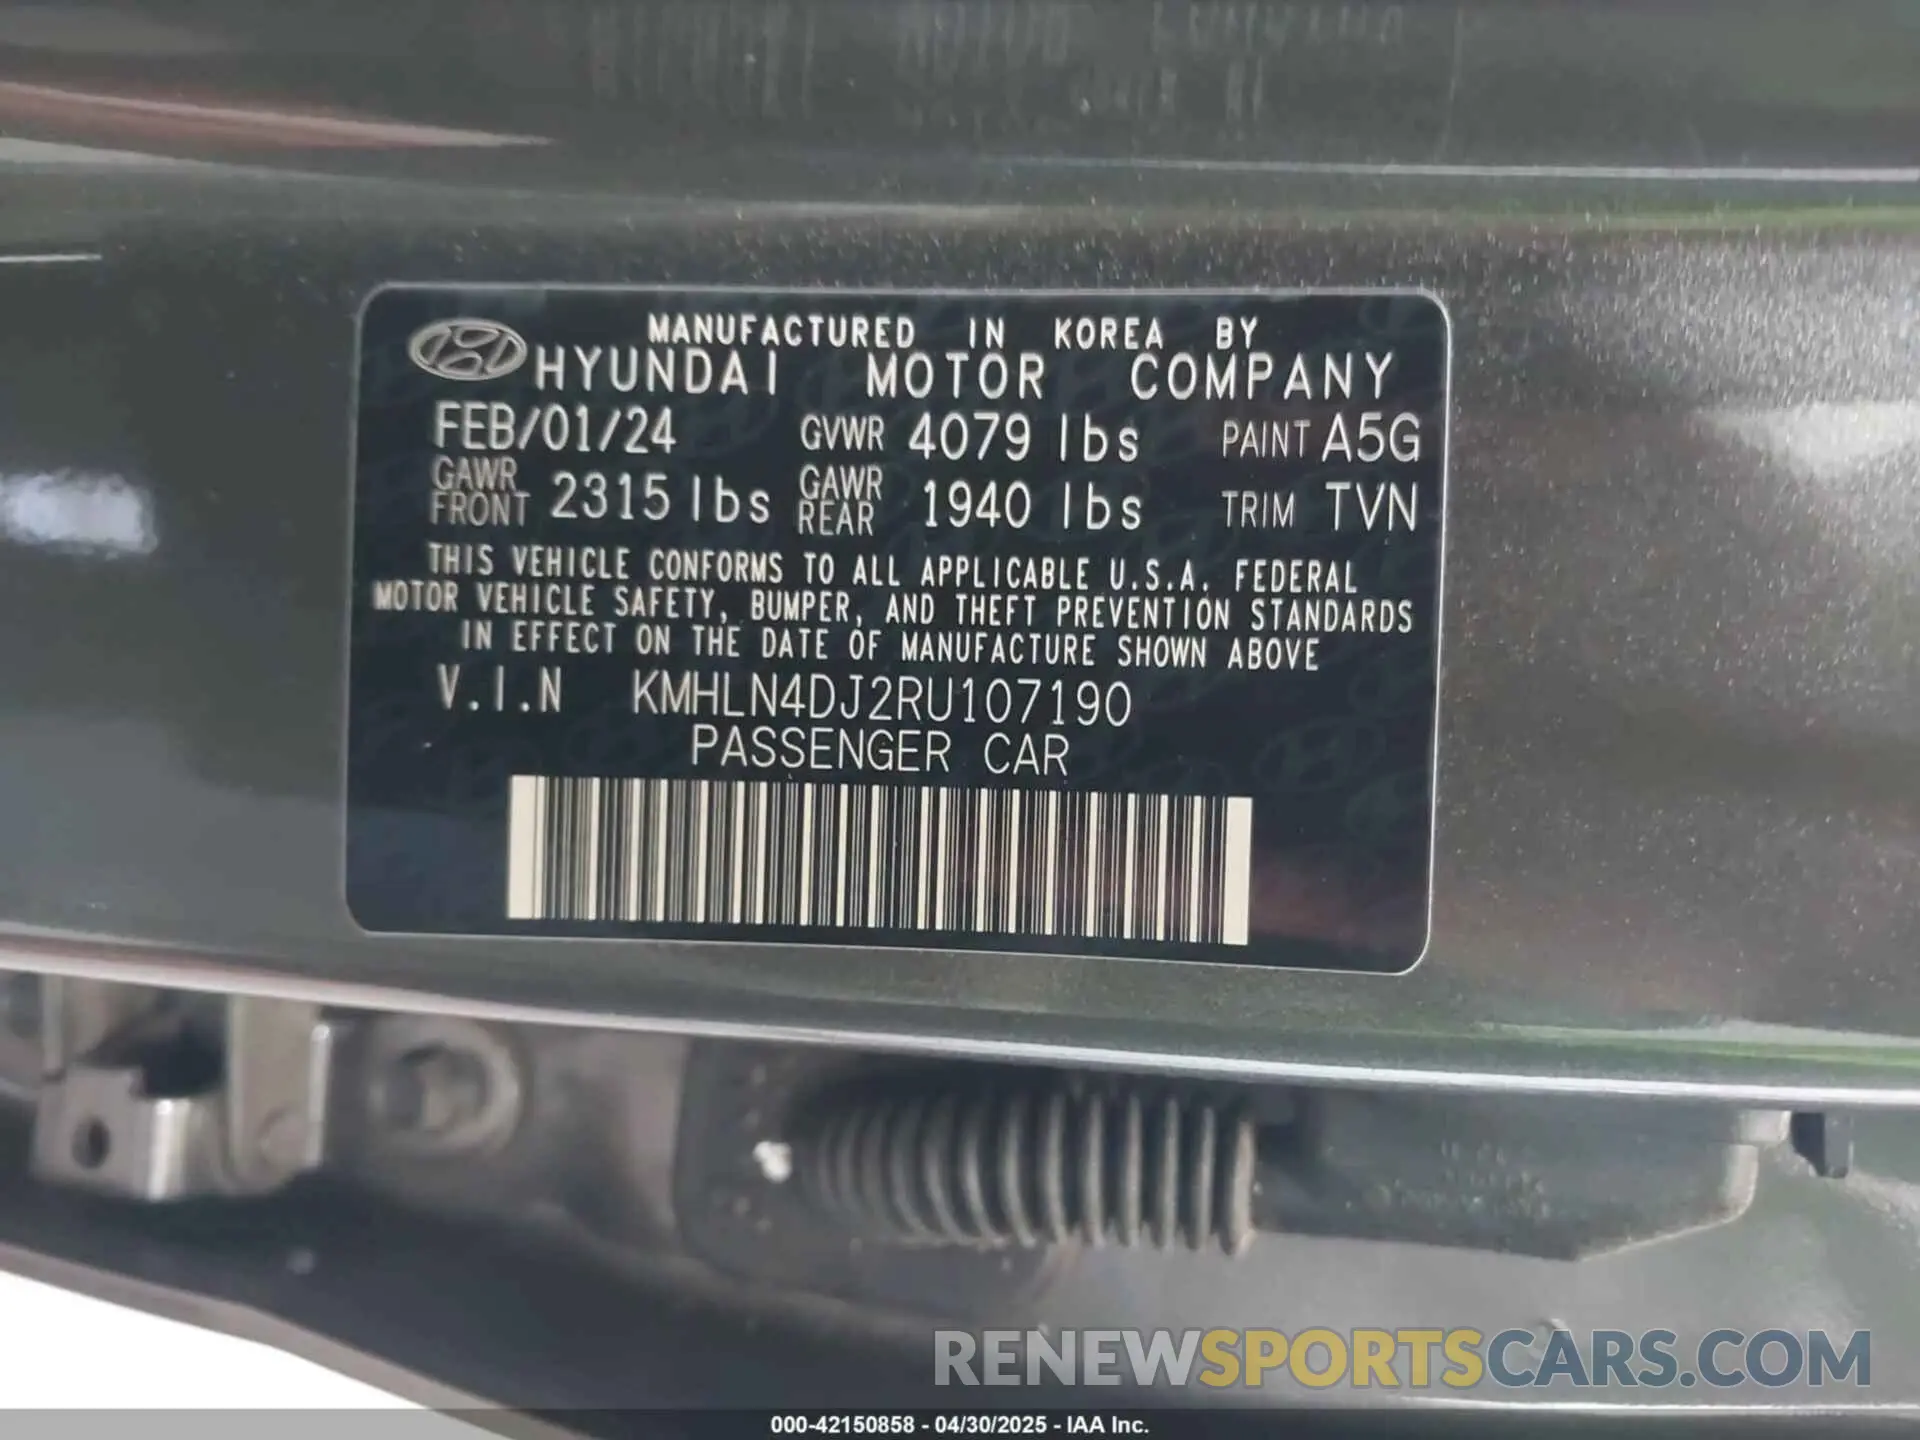 MANUFACTURED IN KOREA BY
HYUNDAI MOTOR COMPANY
FEB/01/24 GVWR 4079 lbs PAINT A5G
GAWR FRONT 2315 lbs GAWR REAR 1940 lbs TRIM TVN
THIS VEHICLE CONFORMS TO ALL APPLICABLE U.S.A. FEDERAL
MOTOR VEHICLE SAFETY, BUMPER, AND THEFT PREVENTION STANDARDS
IN EFFECT ON THE DATE OF MANUFACTURE SHOWN ABOVE
V.I.N KMHLN4DJ2RU107190
PASSENGER CAR
RENEWSPORTSCARS.COM
000-42150858 - 04/30/2025 - IAA Inc.